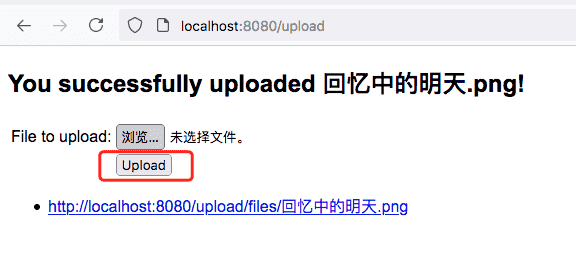 localhost:8080/upload
You successfully uploaded 回忆中的明天.png!
File to upload: 浏览... 未选择文件。
Upload
http://localhost:8080/upload/files/回忆中的明天.png